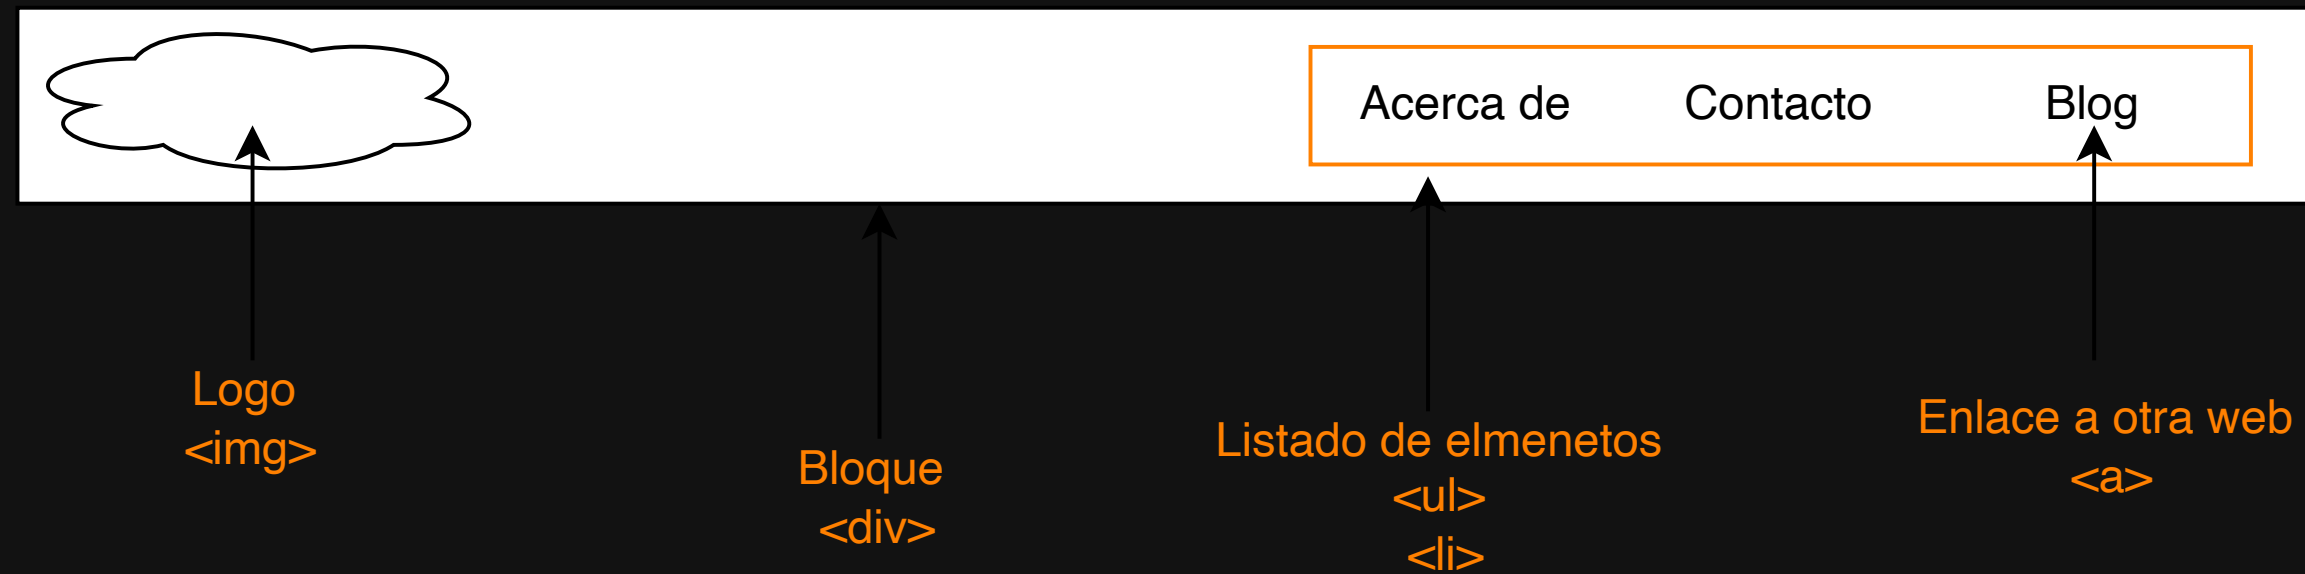 Acerca de
Contacto
Blog
Logo
<img>
Bloque
<div>
Listado de elmenetos
<ul>
<li>
Enlace a otra web
<a>